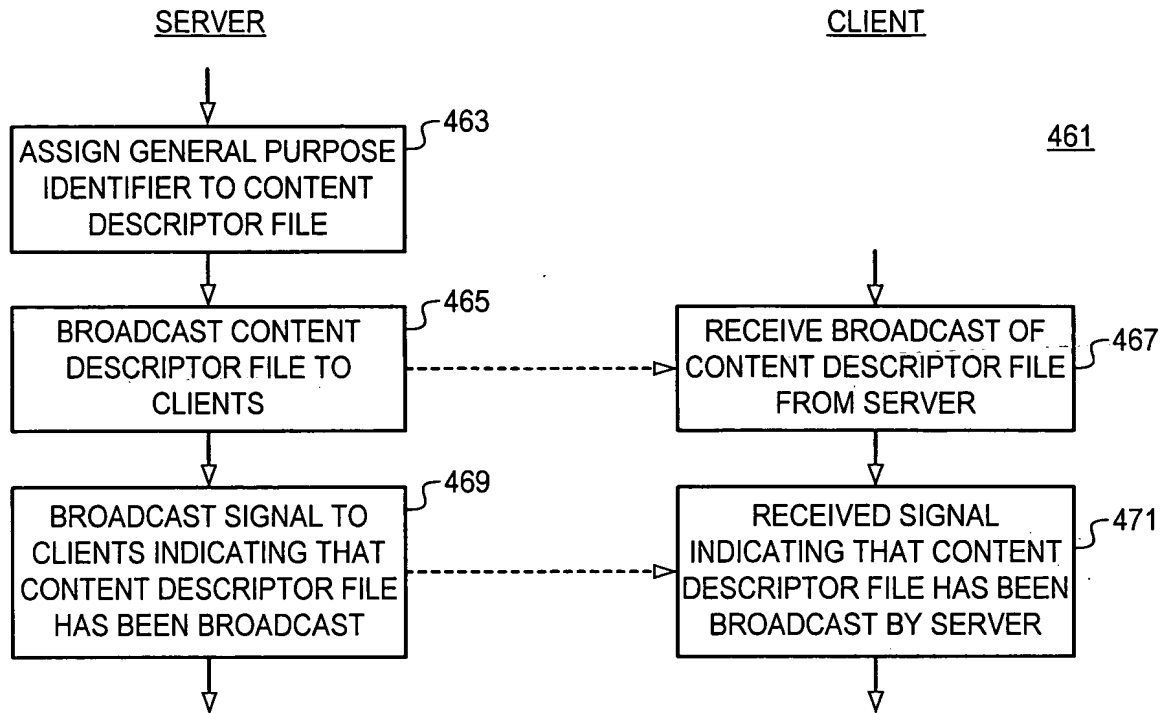 SERVER
CLIENT
463
461
ASSIGN GENERAL PURPOSE
IDENTIFIER TO CONTENT
DESCRIPTOR FILE
465
BROADCAST CONTENT
DESCRIPTOR FILE TO
CLIENTS
467
RECEIVE BROADCAST OF
CONTENT DESCRIPTOR FILE
FROM SERVER
469
BROADCAST SIGNAL TO
CLIENTS INDICATING THAT
CONTENT DESCRIPTOR FILE
HAS BEEN BROADCAST
471
RECEIVED SIGNAL
INDICATING THAT CONTENT
DESCRIPTOR FILE HAS BEEN
BROADCAST BY SERVER